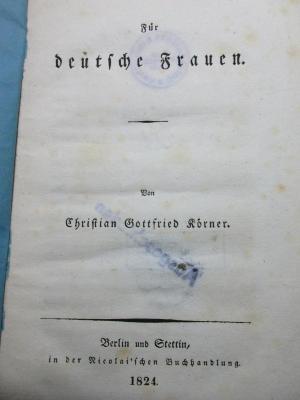 Für
deutsche Frauen.
Von
Christian Gottfried Körner.
Berlin und Stettin,
in der Nicolai'schen Buchhandlung.
1824.